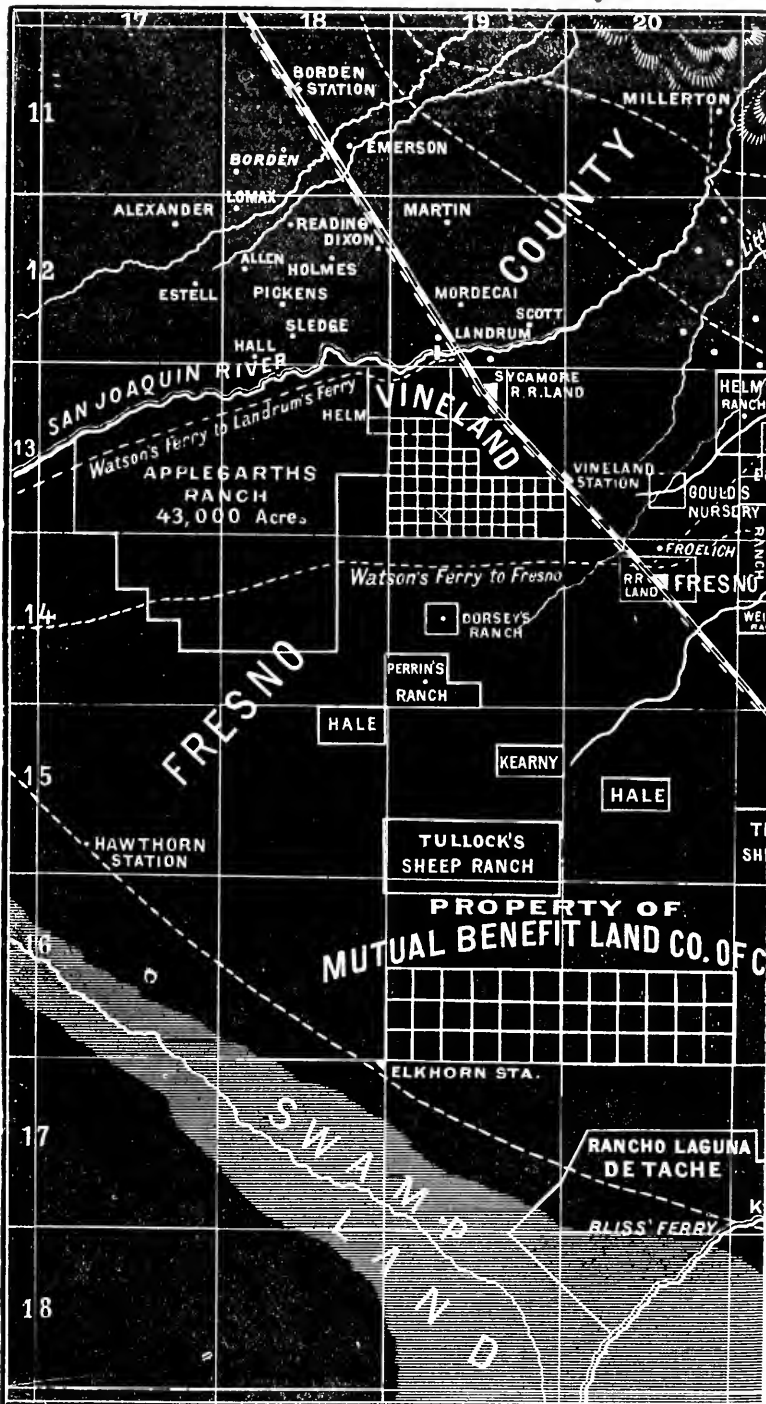 17 18 19 20
11
BORDEN
STATION
MILLERTON
BORDEN
EMERSON
COUNTY
LOMAX
ALEXANDER
READING
MARTIN
DIXON
12
ALLEN
HOLMES
ESTELL
PICKENS
MORDECAI
SCOTT
SLEDGE
LANDRUM
HALL
SAN JOAQUIN RIVER
SYCAMORE
R.R. LAND
HELM
RANCH
Watson's Ferry to Landrum's Ferry
HELM
VINELAND
13
APPLEGARTHS
RANCH
43,000 Acres
VINELAND
STATION
GOULD'S
NURSERY
RANCH
FROELICH
Watson's Ferry to Fresno
R.R.
LAND
FRESNO
14
DORSEY'S
RANCH
PERRIN'S
RANCH
FRESNO
HALE
15
KEARNY
HALE
HAWTHORN
STATION
TULLOCK'S
SHEEP RANCH
PROPERTY OF
MUTUAL BENEFIT LAND CO. OF C
16
ELKHORN STA.
17
SWAMP
LAND
RANCHO LAGUNA
DE TACHE
K
BLISS' FERRY
18